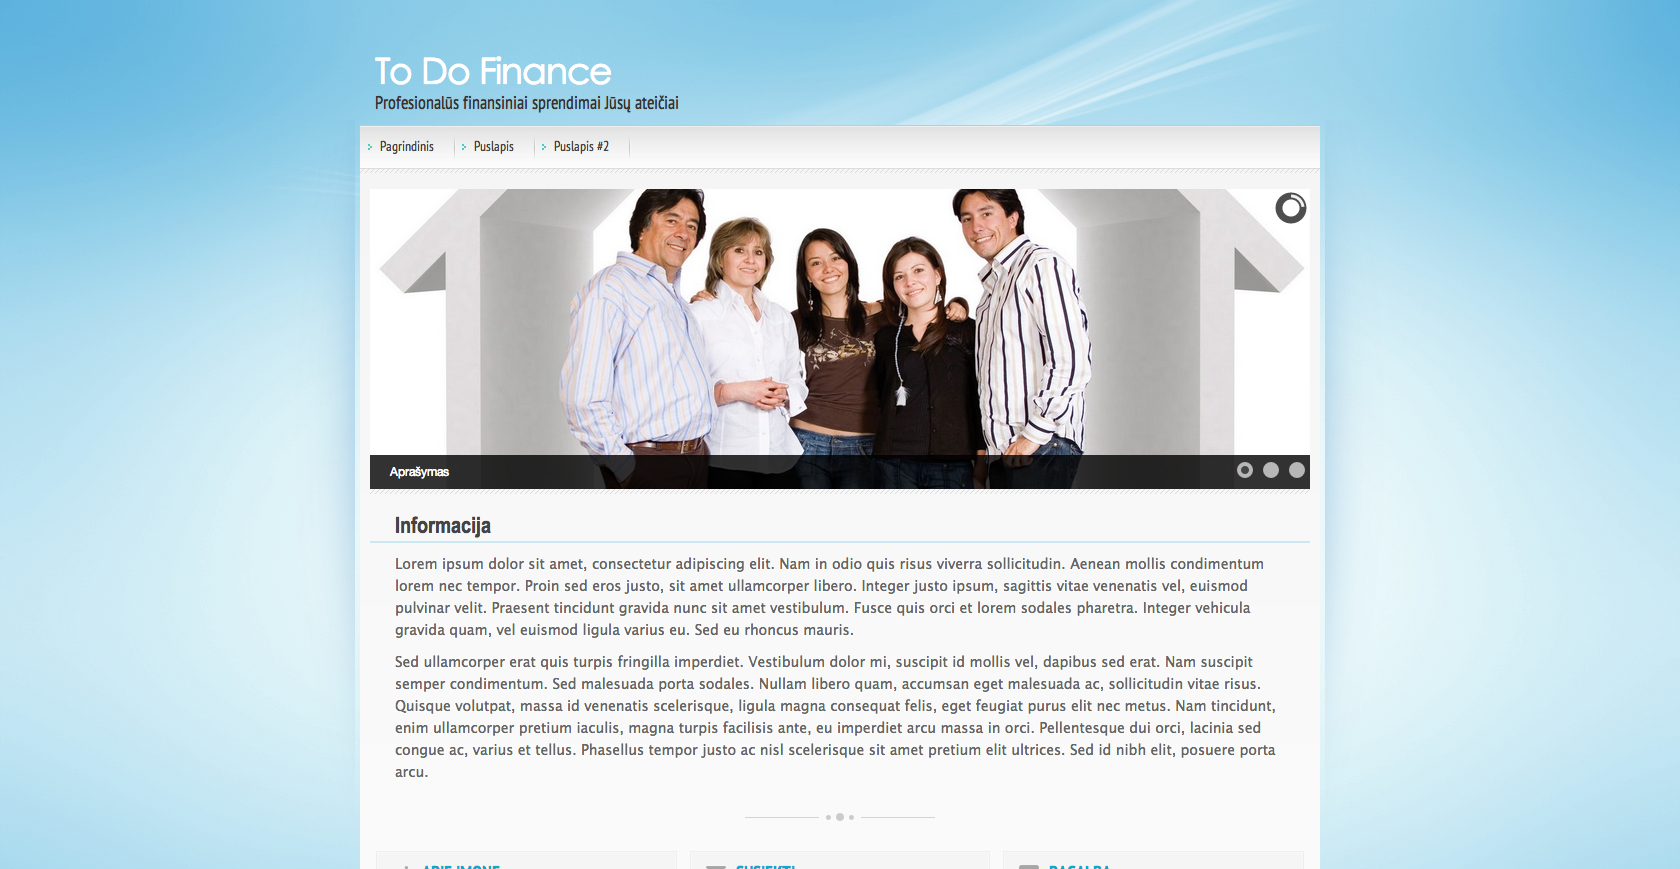 To Do Finance
Profesionalūs finansiniai sprendimai Jūsų ateičiai
Pagrindinis
Puslapis
Puslapis #2
Aprašymas
Informacija
Lorem ipsum dolor sit amet, consectetur adipiscing elit. Nam in odio quis risus viverra sollicitudin. Aenean mollis condimentum
lorem nec tempor. Proin sed eros justo, sit amet ullamcorper libero. Integer justo ipsum, sagittis vitae venenatis vel, euismod
pulvinar velit. Praesent tincidunt gravida nunc sit amet vestibulum. Fusce quis orci et lorem sodales pharetra. Integer vehicula
gravida quam, vel euismod ligula varius eu. Sed eu rhoncus mauris.
Sed ullamcorper erat quis turpis fringilla imperdiet. Vestibulum dolor mi, suscipit id mollis vel, dapibus sed erat. Nam suscipit
semper condimentum. Sed malesuada porta sodales. Nullam libero quam, accumsan eget malesuada ac, sollicitudin vitae risus.
Quisque volutpat, massa id venenatis scelerisque, ligula magna consequat felis, eget feugiat purus elit nec metus. Nam tincidunt,
enim ullamcorper pretium iaculis, magna turpis facilisis ante, eu imperdiet arcu massa in orci. Pellentesque dui orci, lacinia sed
congue ac, varius et tellus. Phasellus tempor justo ac nisl scelerisque sit amet pretium elit ultrices. Sed id nibh elit, posuere porta
arcu.